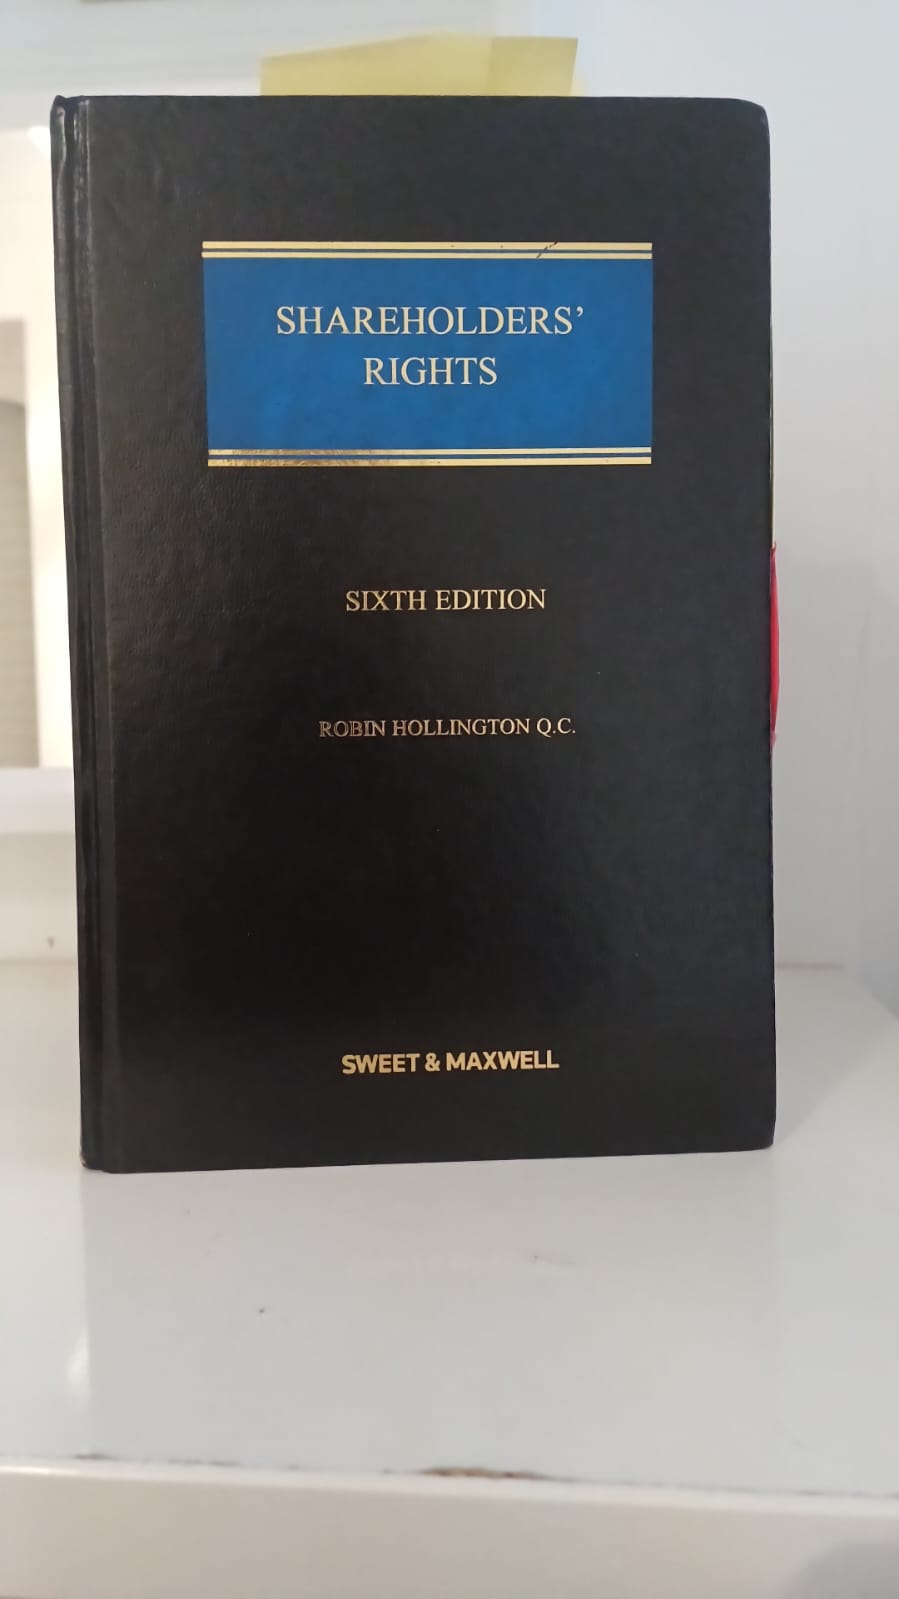 SHAREHOLDERS’
RIGHTS
SIXTH EDITION
ROBIN HOLLINGTON Q.C.
SWEET & MAXWELL